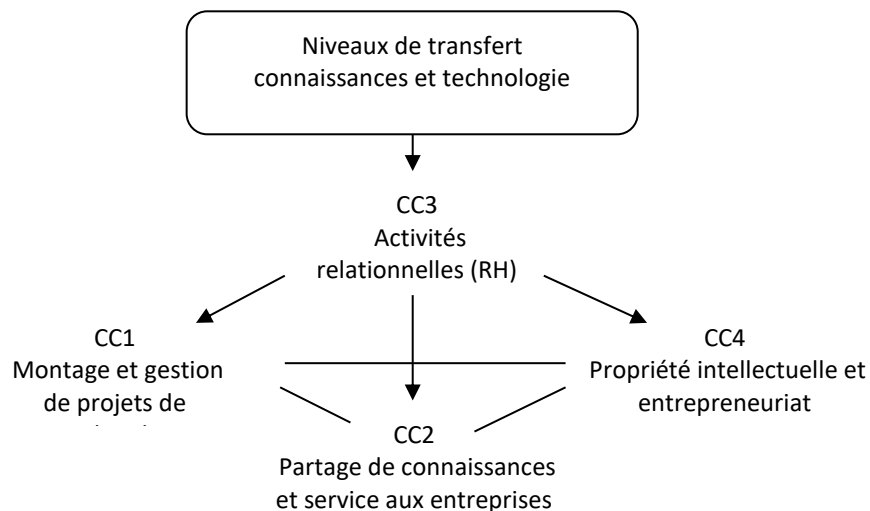 Niveaux de transfert
connaissances et technologie
CC3
Activités
relationnelles (RH)
CC1
Montage et gestion
de projets de
CC4
Propriété intellectuelle et
entrepreneuriat
CC2
Partage de connaissances
et service aux entreprises